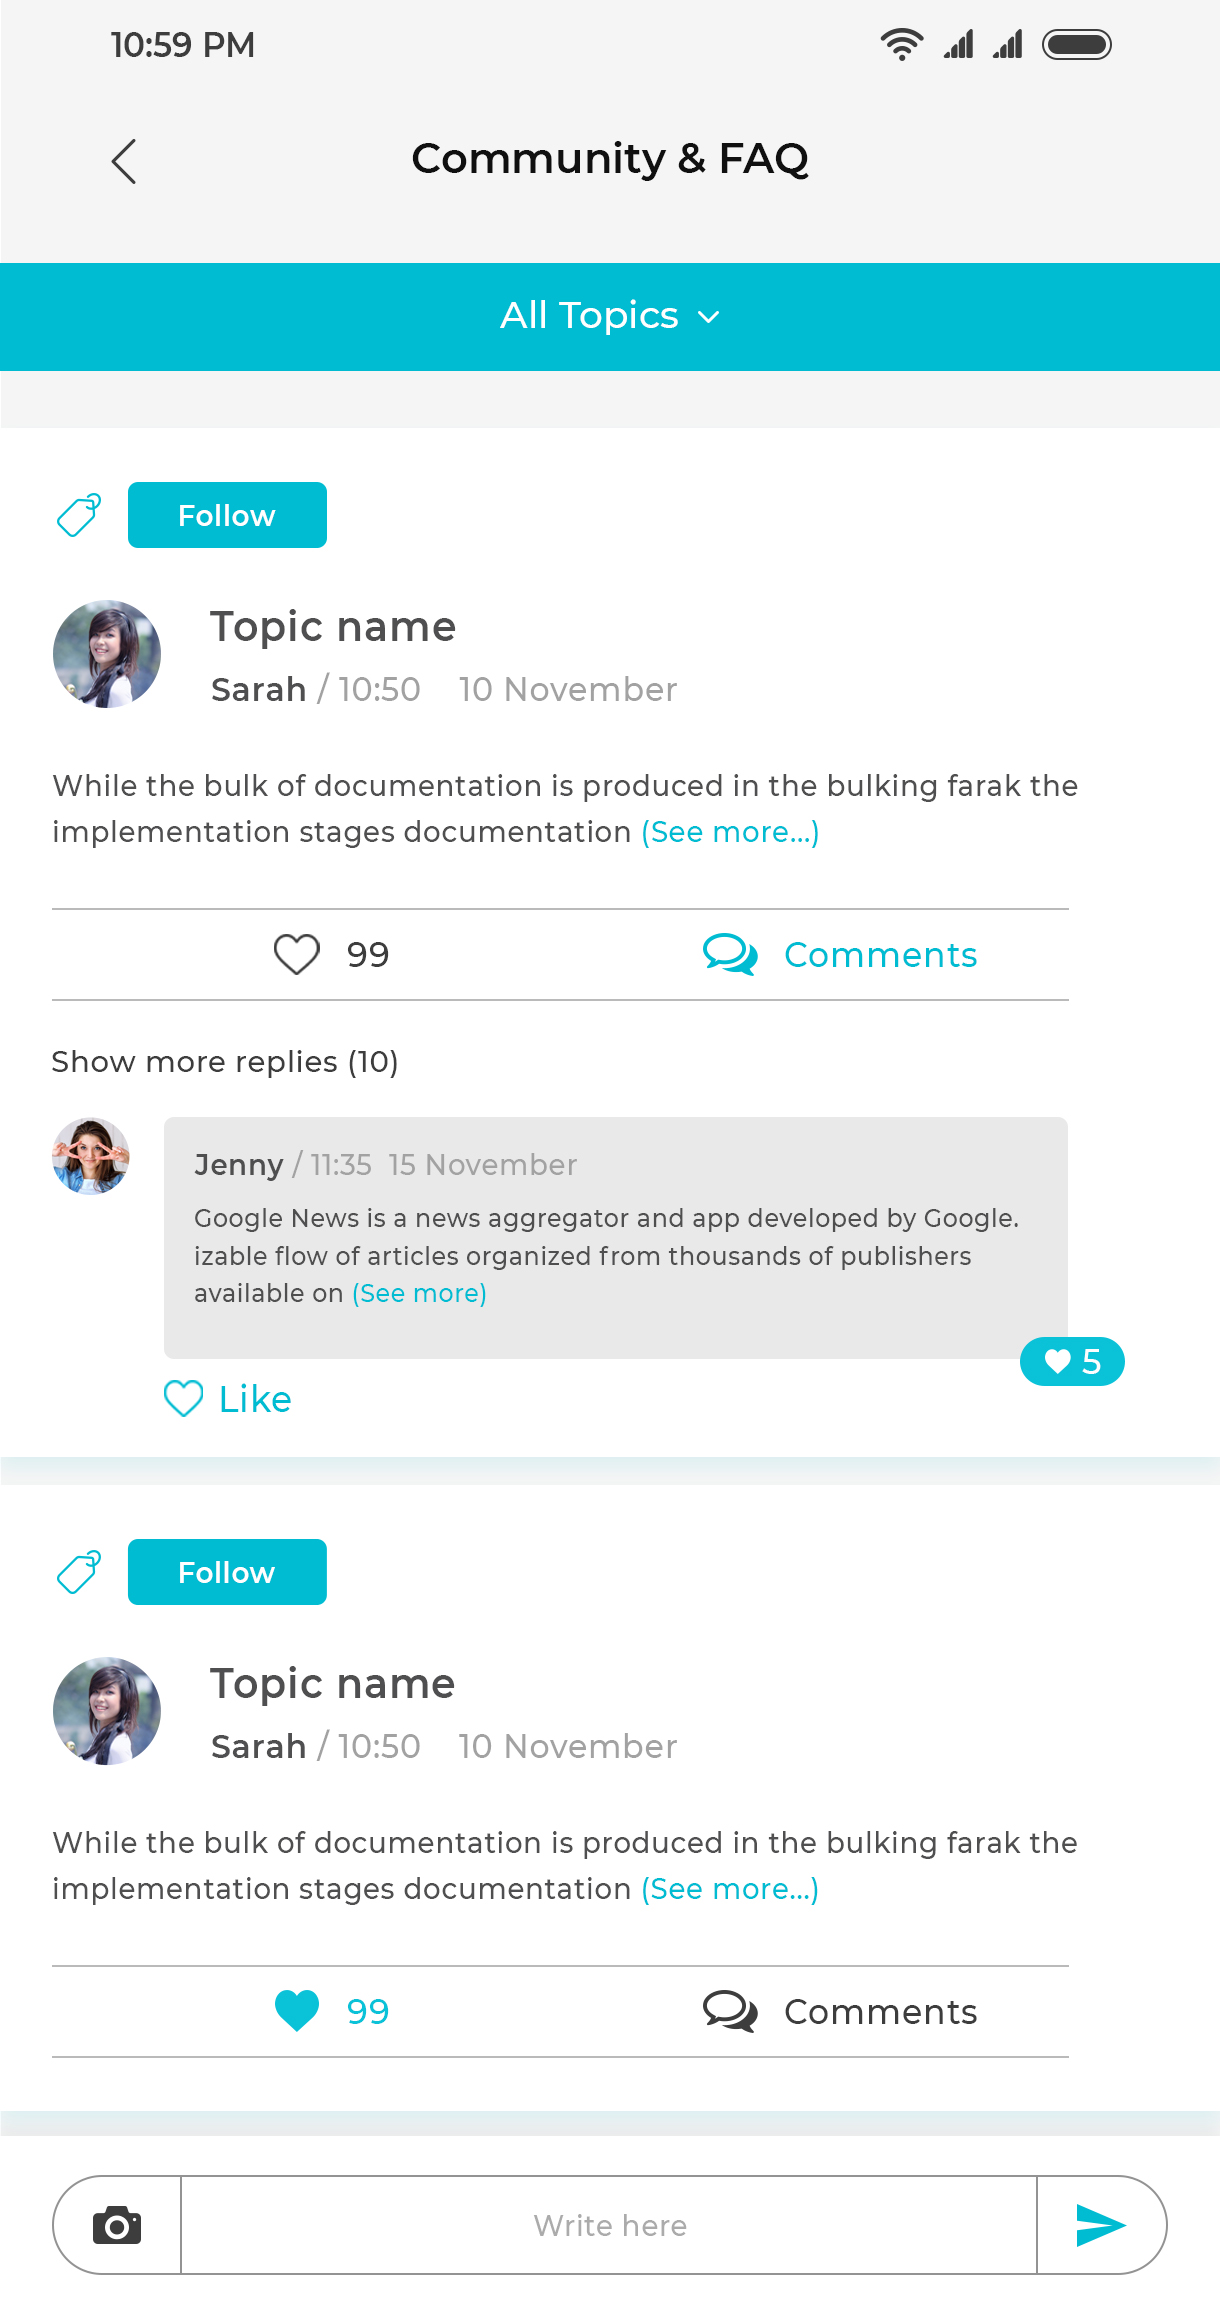 10:59 PM
Community & FAQ
All Topics
Follow
Topic name
Sarah / 10:50 10 November
While the bulk of documentation is produced in the bulking farak the
implementation stages documentation (See more...)
99 Comments
Show more replies (10)
Jenny / 11:35 15 November
Google News is a news aggregator and app developed by Google.
izable flow of articles organized from thousands of publishers
available on (See more)
5
Like
Follow
Topic name
Sarah / 10:50 10 November
While the bulk of documentation is produced in the bulking farak the
implementation stages documentation (See more...)
99 Comments
Write here